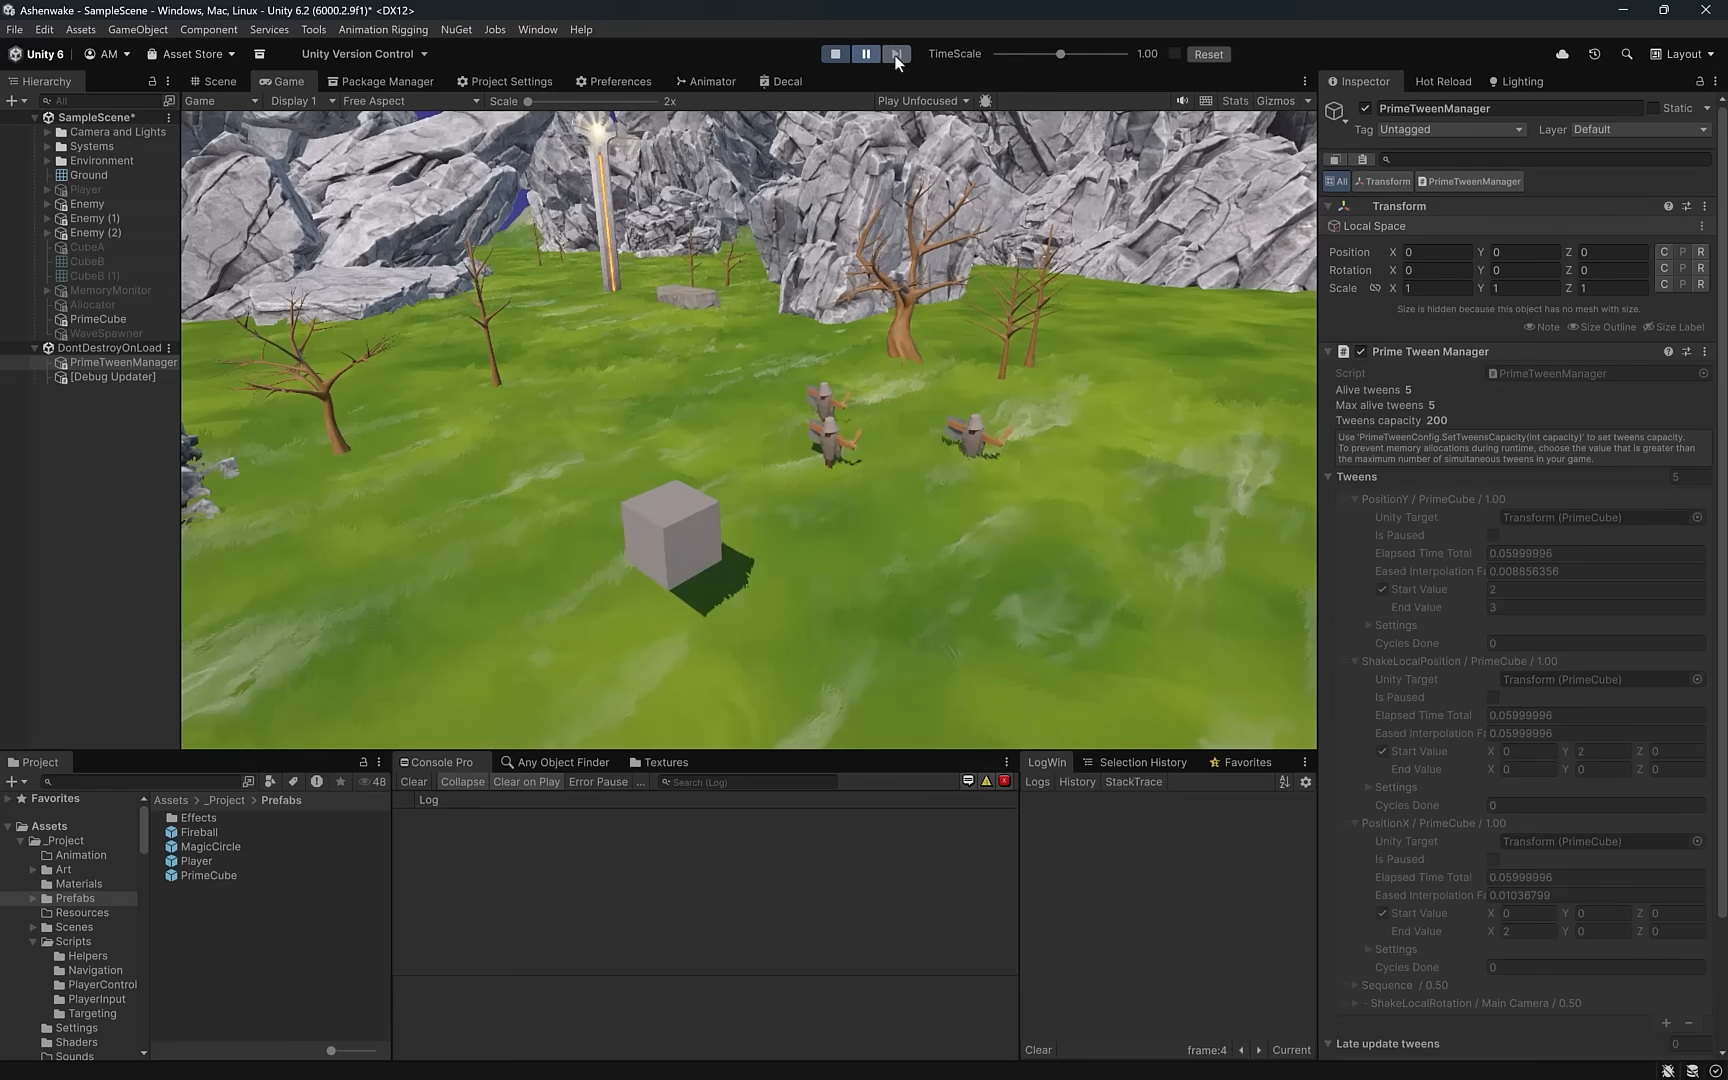 Ashenwake - SampleScene - Windows, Mac, Linux - Unity 6.2 (6000.2.9f1)* <DX12>
File Edit Assets GameObject Component Services Tools Animation Rigging NuGet Jobs Window Help
Unity 6 AM Asset Store Unity Version Control TimeScale 1.00 Reset Layout
Hierarchy
All
SampleScene*
Camera and Lights
Systems
Environment
Ground
Player
Enemy
Enemy (1)
Enemy (2)
CubeA
CubeB
CubeB (1)
MemoryMonitor
Allocator
PrimeCube
WaveSpawner
DontDestroyOnLoad
PrimeTweenManager
[Debug Updater]
Scene Game Package Manager Project Settings Preferences Animator Decal
Game Display 1 Free Aspect Scale 2x Play Unfocused Stats Gizmos
Inspector Hot Reload Lighting
PrimeTweenManager Static
Tag Untagged Layer Default
All Transform PrimeTweenManager
Transform
Local Space
Position X 0 Y 0 Z 0 C P R
Rotation X 0 Y 0 Z 0 C P R
Scale X 1 Y 1 Z 1 C P R
Size is hidden because this object has no mesh with size.
Note Size Outline Size Label
Prime Tween Manager
Script PrimeTweenManager
Alive tweens 5
Max alive tweens 5
Tweens capacity 200
Use 'PrimeTweenConfig.SetTweensCapacity(int capacity)' to set tweens capacity.
To prevent memory allocations during runtime, choose the value that is greater than
the maximum number of simultaneous tweens in your game.
Tweens 5
PositionY / PrimeCube / 1.00
Unity Target Transform (PrimeCube)
Is Paused
Elapsed Time Total 0.05999996
Eased Interpolation Fa 0.008856356
Start Value 2
End Value 3
Settings
Cycles Done 0
ShakeLocalPosition / PrimeCube / 1.00
Unity Target Transform (PrimeCube)
Is Paused
Elapsed Time Total 0.05999996
Eased Interpolation Fa 0.05999996
Start Value X 0 Y 2 Z 0
End Value X 0 Y 0 Z 0
Settings
Cycles Done 0
PositionX / PrimeCube / 1.00
Unity Target Transform (PrimeCube)
Is Paused
Elapsed Time Total 0.05999996
Eased Interpolation Fa 0.01036799
Start Value X 0 Y 0 Z 0
End Value X 2 Y 0 Z 0
Settings
Cycles Done 0
Sequence / 0.50
- ShakeLocalRotation / Main Camera / 0.50
Late update tweens 0
Project
48
Favorites
Assets
_Project
Animation
Art
Materials
Prefabs
Resources
Scenes
Scripts
Helpers
Navigation
PlayerControl
PlayerInput
Targeting
Settings
Shaders
Sounds
Assets > _Project > Prefabs
Effects
Fireball
MagicCircle
Player
PrimeCube
Console Pro Any Object Finder Textures
Clear Collapse Clear on Play Error Pause ... Search (Log)
Log
LogWin Selection History Favorites
Logs History StackTrace
Clear frame:4 Current